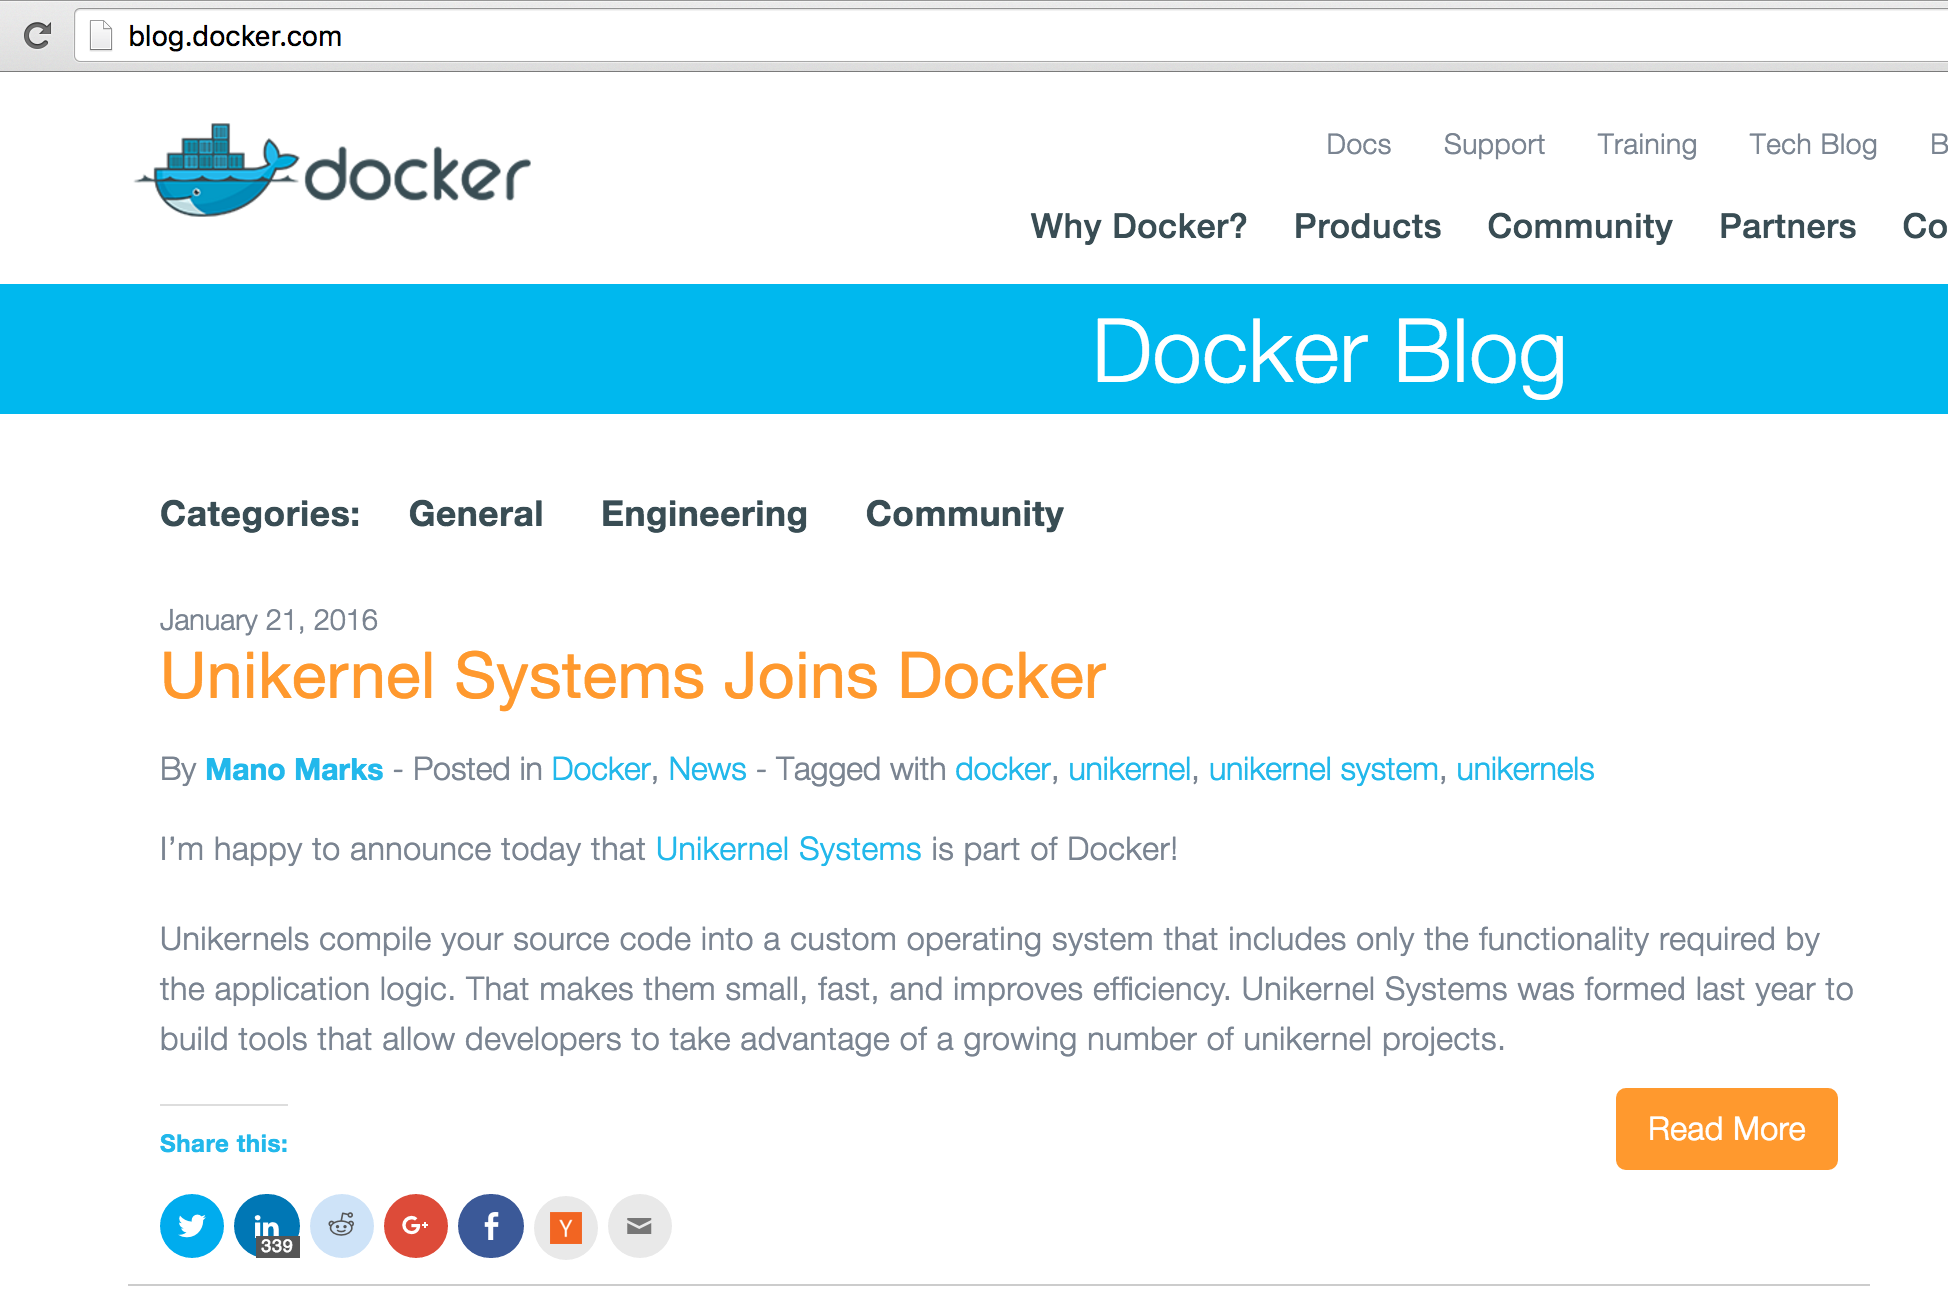 blog.docker.com
docker
Docs Support Training Tech Blog B
Why Docker? Products Community Partners Co
Docker Blog
Categories: General Engineering Community
January 21, 2016
Unikernel Systems Joins Docker
By Mano Marks - Posted in Docker, News - Tagged with docker, unikernel, unikernel system, unikernels
I’m happy to announce today that Unikernel Systems is part of Docker!
Unikernels compile your source code into a custom operating system that includes only the functionality required by
the application logic. That makes them small, fast, and improves efficiency. Unikernel Systems was formed last year to
build tools that allow developers to take advantage of a growing number of unikernel projects.
Read More
Share this:
in G+ f Y
339